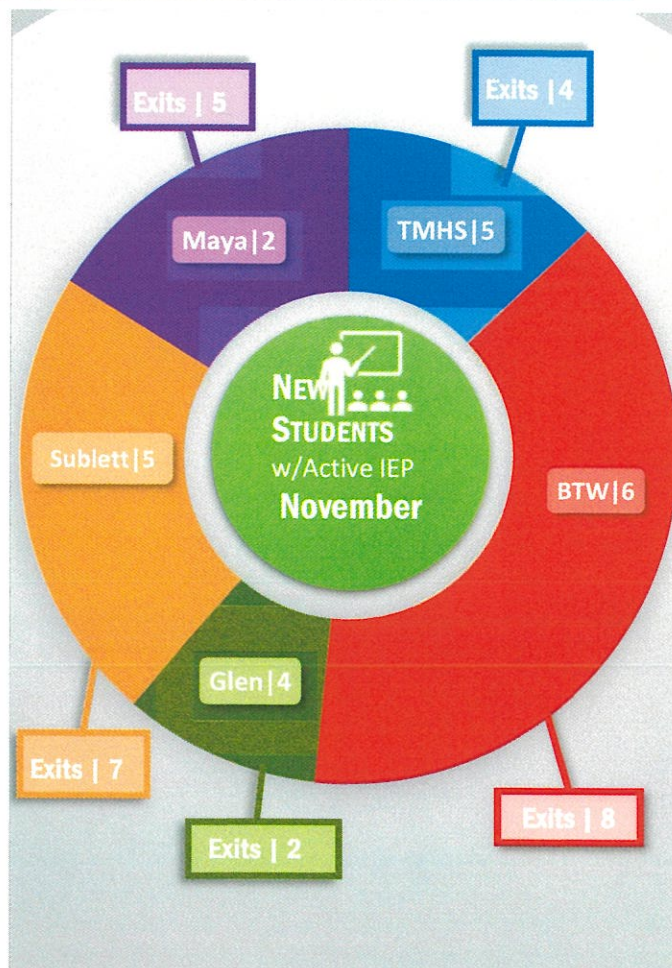 Exits | 5
Exits | 4
Maya|2
TMHS|5
NEW
STUDENTS
w/Active IEP
November
Sublett|5
BTW|6
Glen|4
Exits | 7
Exits | 2
Exits | 8